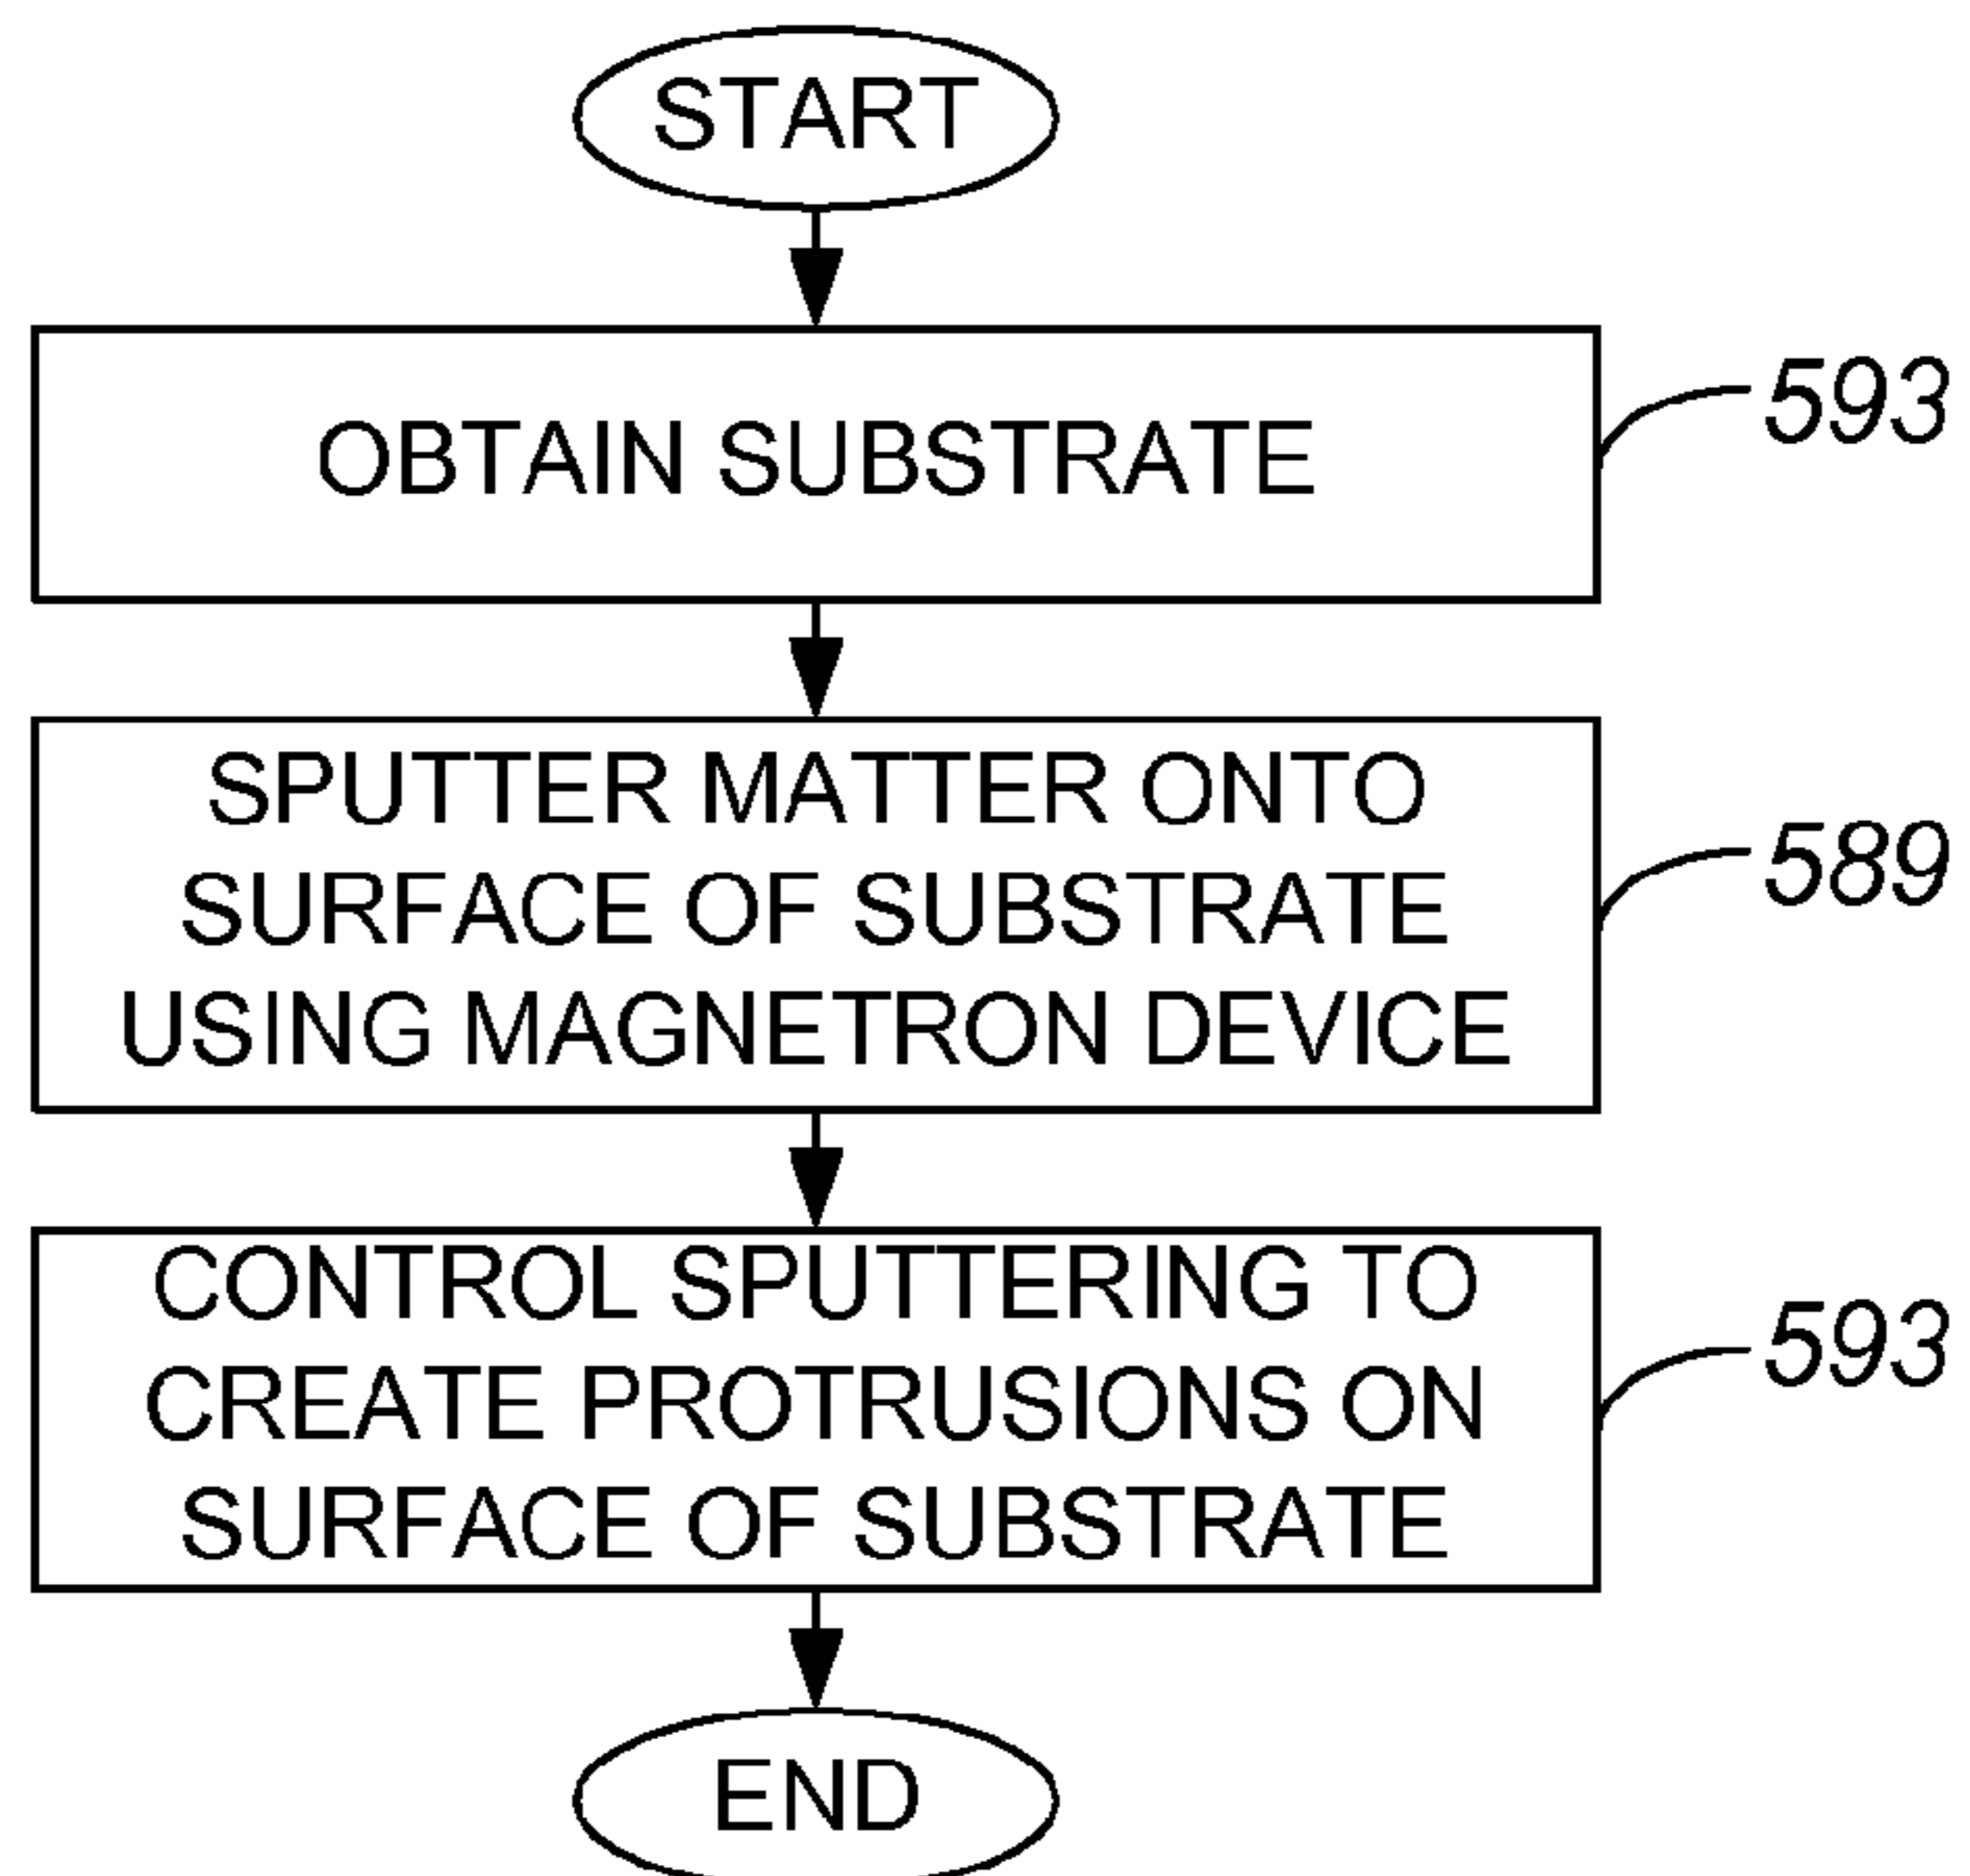 START
OBTAIN SUBSTRATE
593
SPUTTER MATTER ONTO
SURFACE OF SUBSTRATE
USING MAGNETRON DEVICE
589
CONTROL SPUTTERING TO
CREATE PROTRUSIONS ON
SURFACE OF SUBSTRATE
593
END